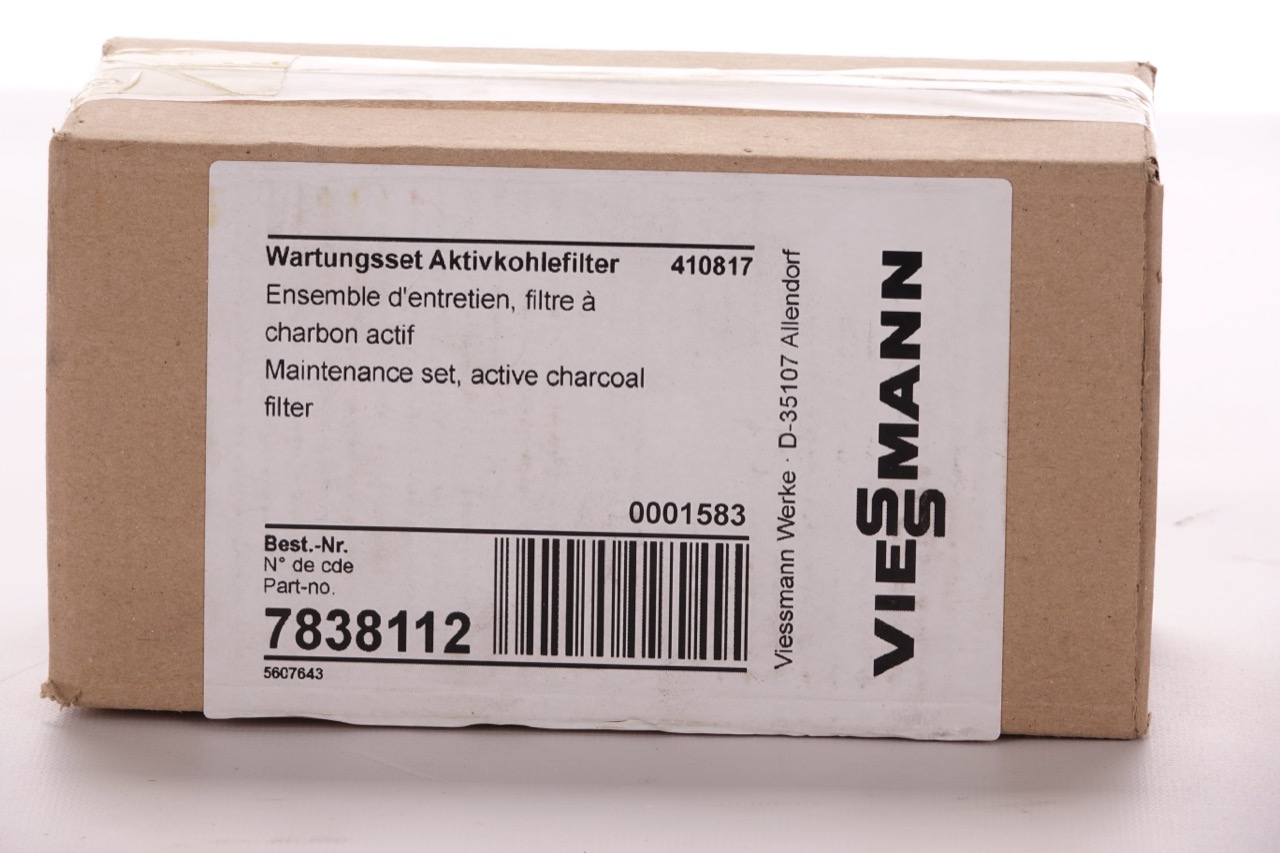 Wartungsset Aktivkohlefilter 410817
Ensemble d'entretien, filtre à
charbon actif
Maintenance set, active charcoal
filter
0001583
Best.-Nr.
N° de cde
Part-no.
7838112
5607643
Viessmann Werke · D-35107 Allendorf
VIESSMANN